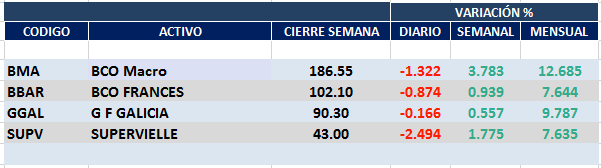 VARIACIÓN %
CODIGO ACTIVO CIERRE SEMANA DIARIO SEMANAL MENSUAL
BMA BCO Macro 186.55 -1.322 3.783 12.685
BBAR BCO FRANCES 102.10 -0.874 0.939 7.644
GGAL G F GALICIA 90.30 -0.166 0.557 9.787
SUPV SUPERVIELLE 43.00 -2.494 1.775 7.635